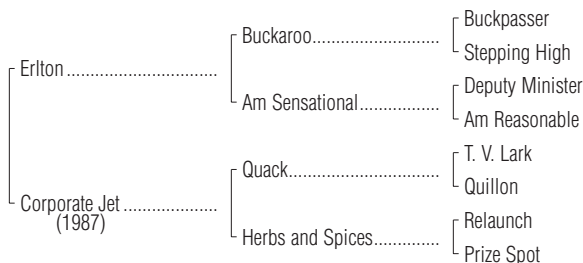 Buckpasser
Buckaroo........................................
Stepping High
Erlton ................................................
Deputy Minister
Am Sensational.........................
Am Reasonable
T. V. Lark
Quack..............................................
Quillon
Corporate Jet ..............................
(1987)
Relaunch
Herbs and Spices....................
Prize Spot